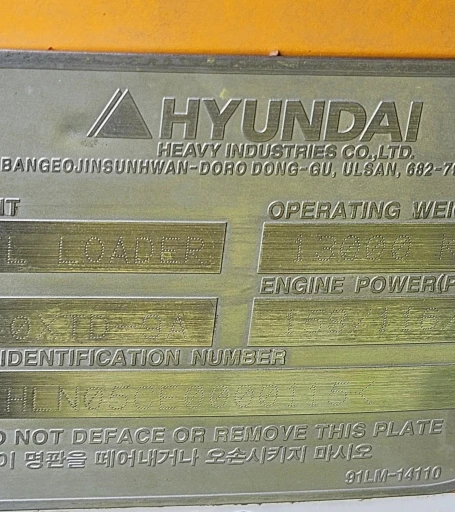 HYUNDAI
HEAVY INDUSTRIES CO.,LTD.
BANGEOJINSUNHWAN-DORO DONG-GU, ULSAN, 682-7
NT OPERATING WEI
L LOADER 13000 K
ENGINE POWER(F
IDENTIFICATION NUMBER
O NOT DEFACE OR REMOVE THIS PLATE
이 명판을 떼어내거나 오손시키지 마시오
91LM-14110